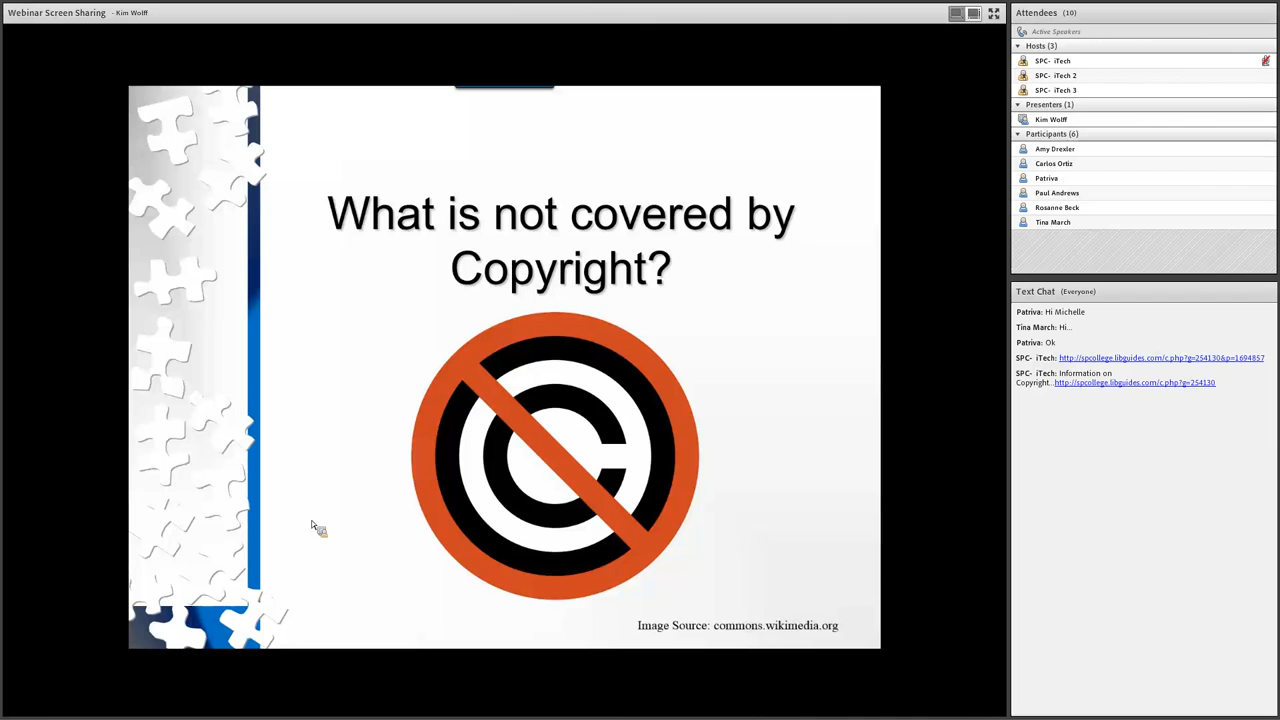 Webinar Screen Sharing - Kim Wolff
What is not covered by
Copyright?
Image Source: commons.wikimedia.org
Attendees (10)
Active Speakers
Hosts (3)
SPC- iTech
SPC- iTech 2
SPC- iTech 3
Presenters (1)
Kim Wolff
Participants (6)
Amy Drexler
Carlos Ortiz
Patriva
Paul Andrews
Rosanne Beck
Tina March
Text Chat (Everyone)
Patriva: Hi Michelle
Tina March: Hi...
Patriva: Ok
SPC- iTech: http://spcollege.libguides.com/c.php?g=254130&p=1694857
SPC- iTech: Information on
Copyright...http://spcollege.libguides.com/c.php?g=254130